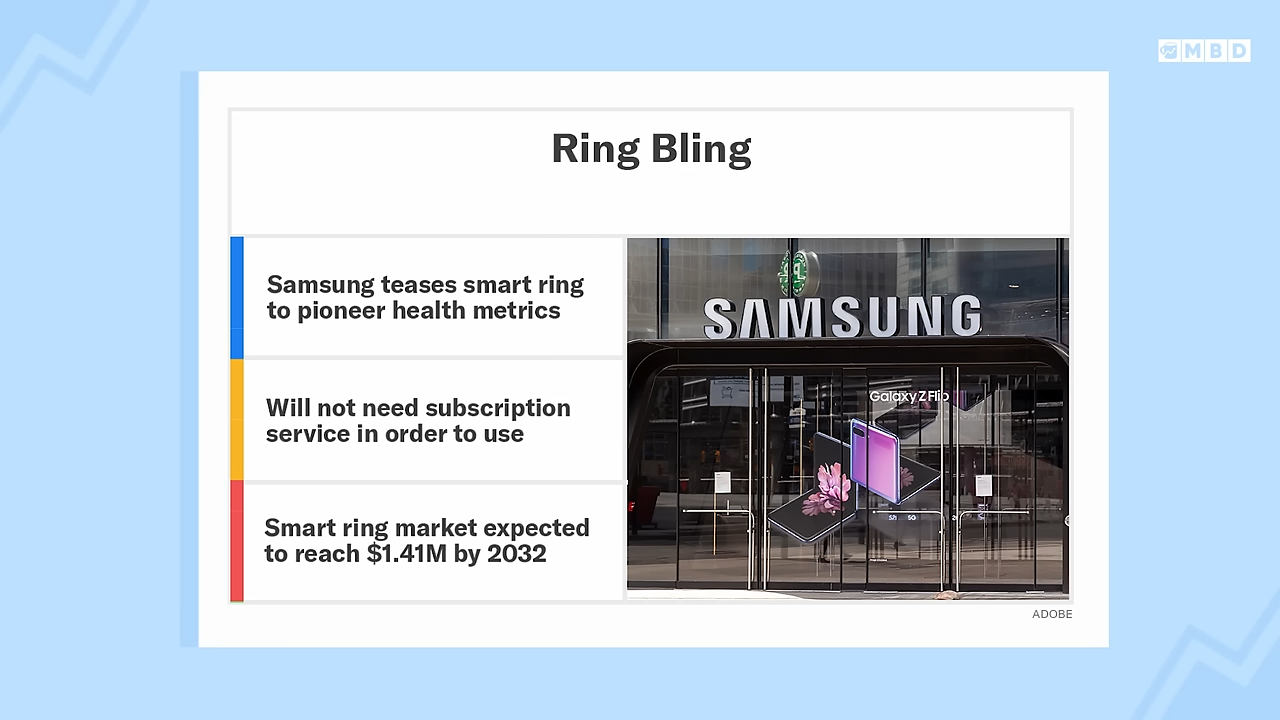 MBD
Ring Bling
Samsung teases smart ring
to pioneer health metrics
Will not need subscription
service in order to use
Smart ring market expected
to reach $1.41M by 2032
SAMSUNG
Galaxy Z Flip
ADOBE